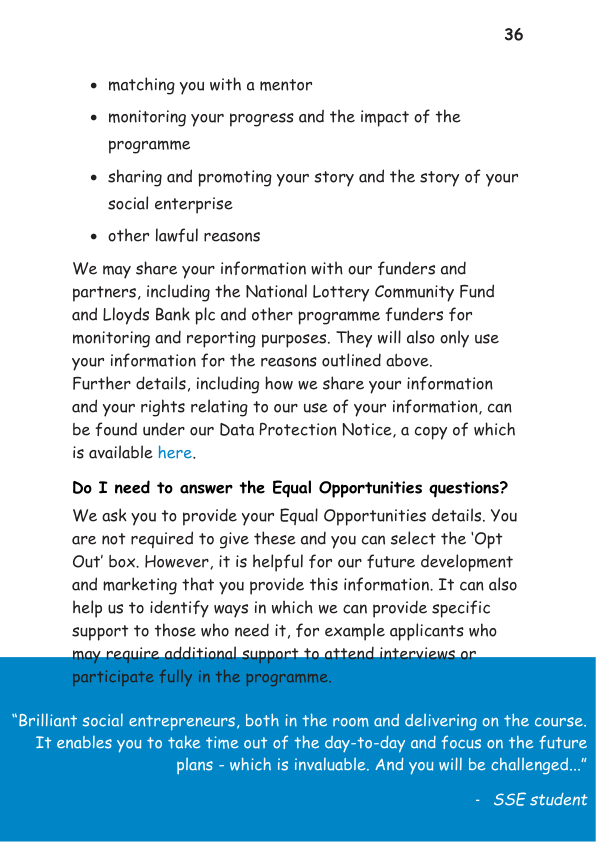 36
• matching you with a mentor
• monitoring your progress and the impact of the
programme
• sharing and promoting your story and the story of your
social enterprise
• other lawful reasons
We may share your information with our funders and
partners, including the National Lottery Community Fund
and Lloyds Bank plc and other programme funders for
monitoring and reporting purposes. They will also only use
your information for the reasons outlined above.
Further details, including how we share your information
and your rights relating to our use of your information, can
be found under our Data Protection Notice, a copy of which
is available here.
Do I need to answer the Equal Opportunities questions?
We ask you to provide your Equal Opportunities details. You
are not required to give these and you can select the ‘Opt
Out’ box. However, it is helpful for our future development
and marketing that you provide this information. It can also
help us to identify ways in which we can provide specific
support to those who need it, for example applicants who
may require additional support to attend interviews or
participate fully in the programme.
“Brilliant social entrepreneurs, both in the room and delivering on the course.
It enables you to take time out of the day-to-day and focus on the future
plans - which is invaluable. And you will be challenged...”
- SSE student